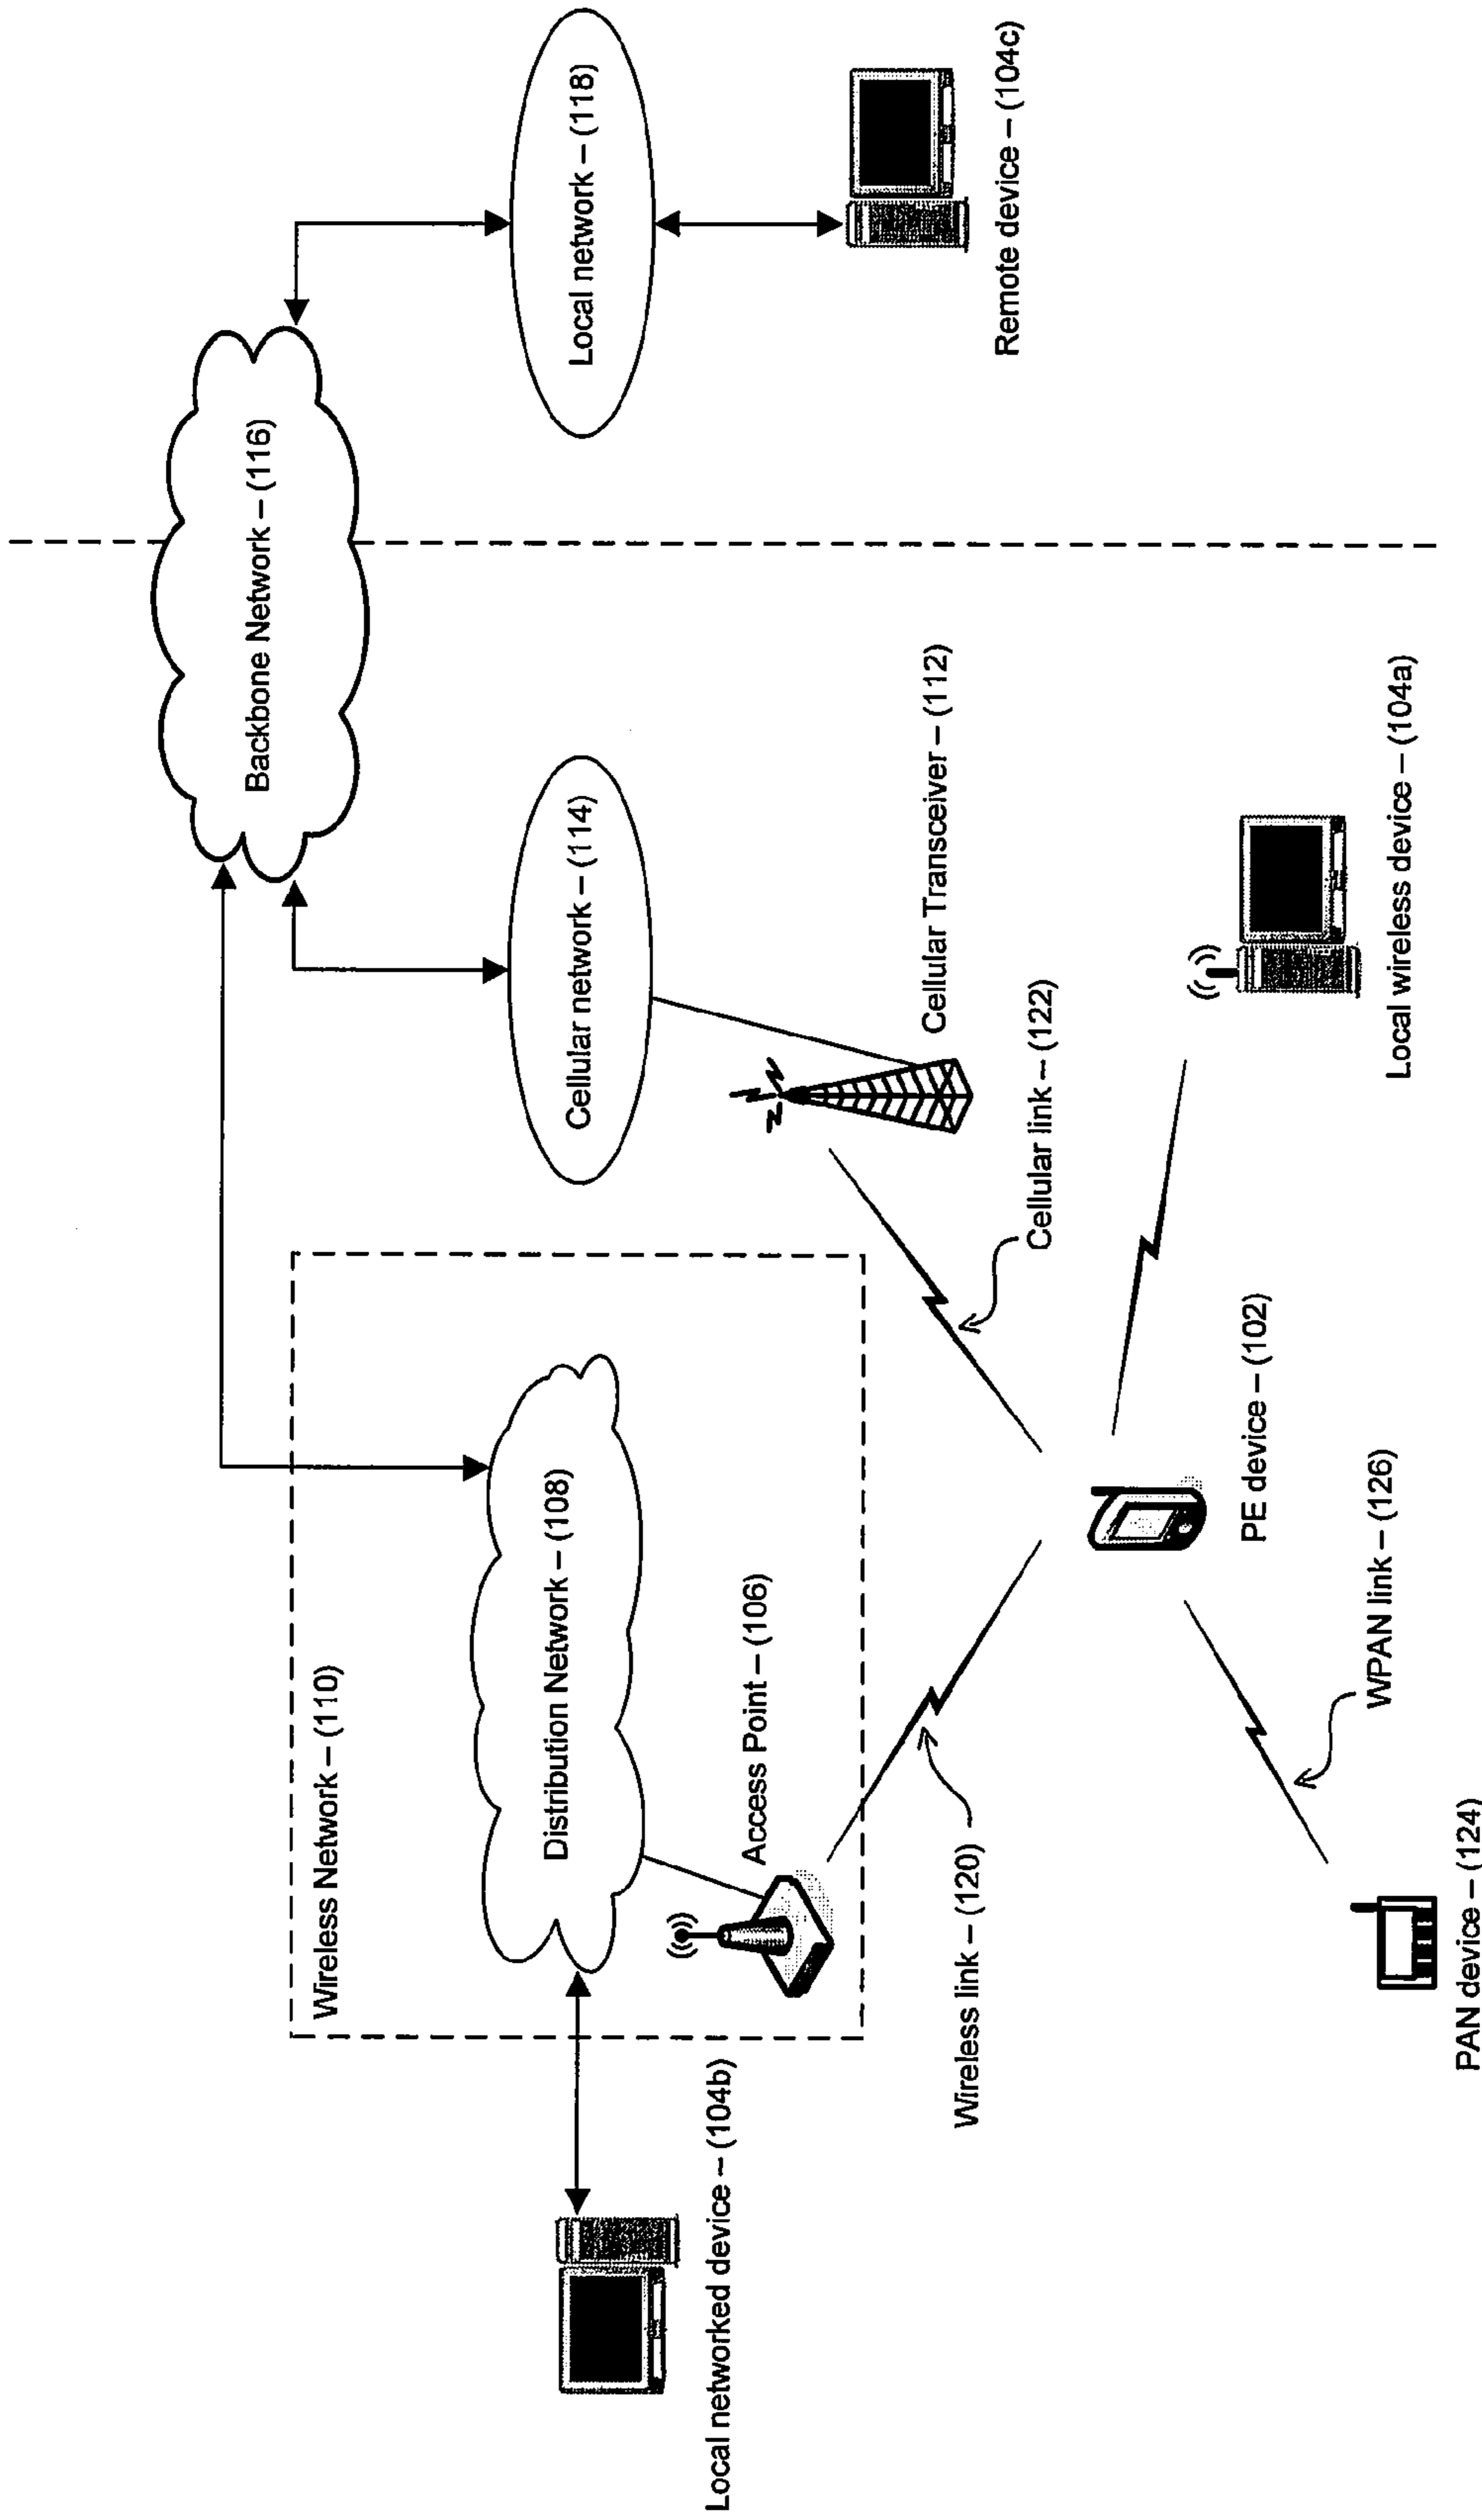 Backbone Network – (116)
Wireless Network – (110)
Distribution Network – (108)
Cellular network – (114)
Local network – (118)
Local networked device – (104b)
Access Point – (106)
Cellular Transceiver – (112)
Wireless link – (120)
Cellular link – (122)
Remote device – (104c)
PE device – (102)
WPAN link – (126)
Local wireless device – (104a)
PAN device – (124)